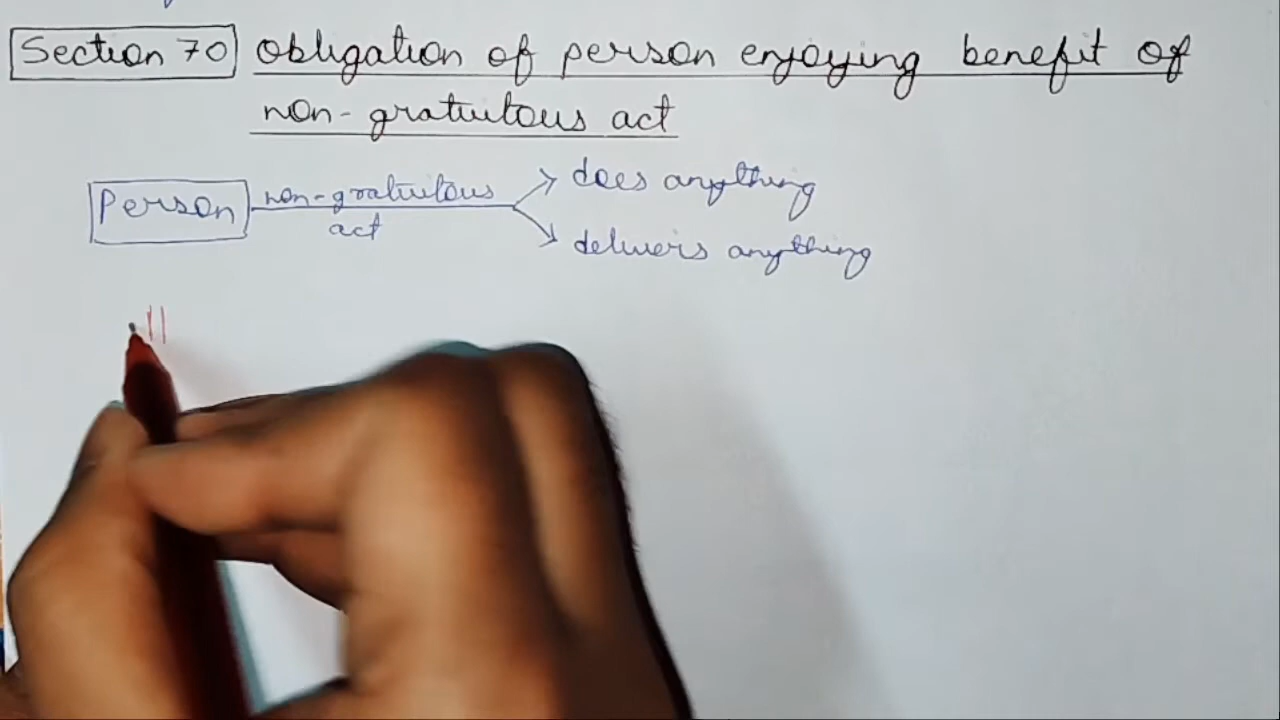 Section 70 obligation of person enjoying benefit of
non-gratuitous act
Person non-gratuitous act
does anything
delivers anything